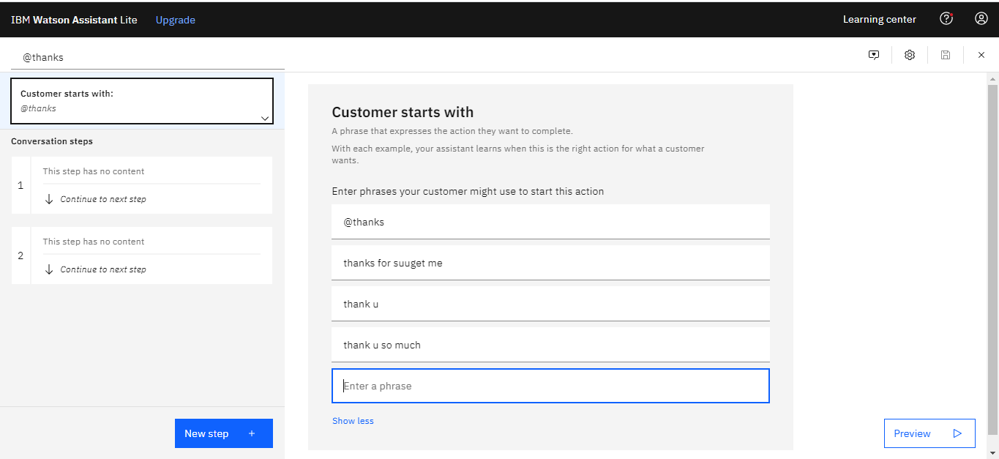 IBM Watson Assistant Lite Upgrade Learning center
@thanks
Customer starts with:
@thanks
Conversation steps
1
This step has no content
Continue to next step
2
This step has no content
Continue to next step
New step +
Customer starts with
A phrase that expresses the action they want to complete.
With each example, your assistant learns when this is the right action for what a customer
wants.
Enter phrases your customer might use to start this action
@thanks
thanks for suuget me
thank u
thank u so much
Enter a phrase
Show less
Preview